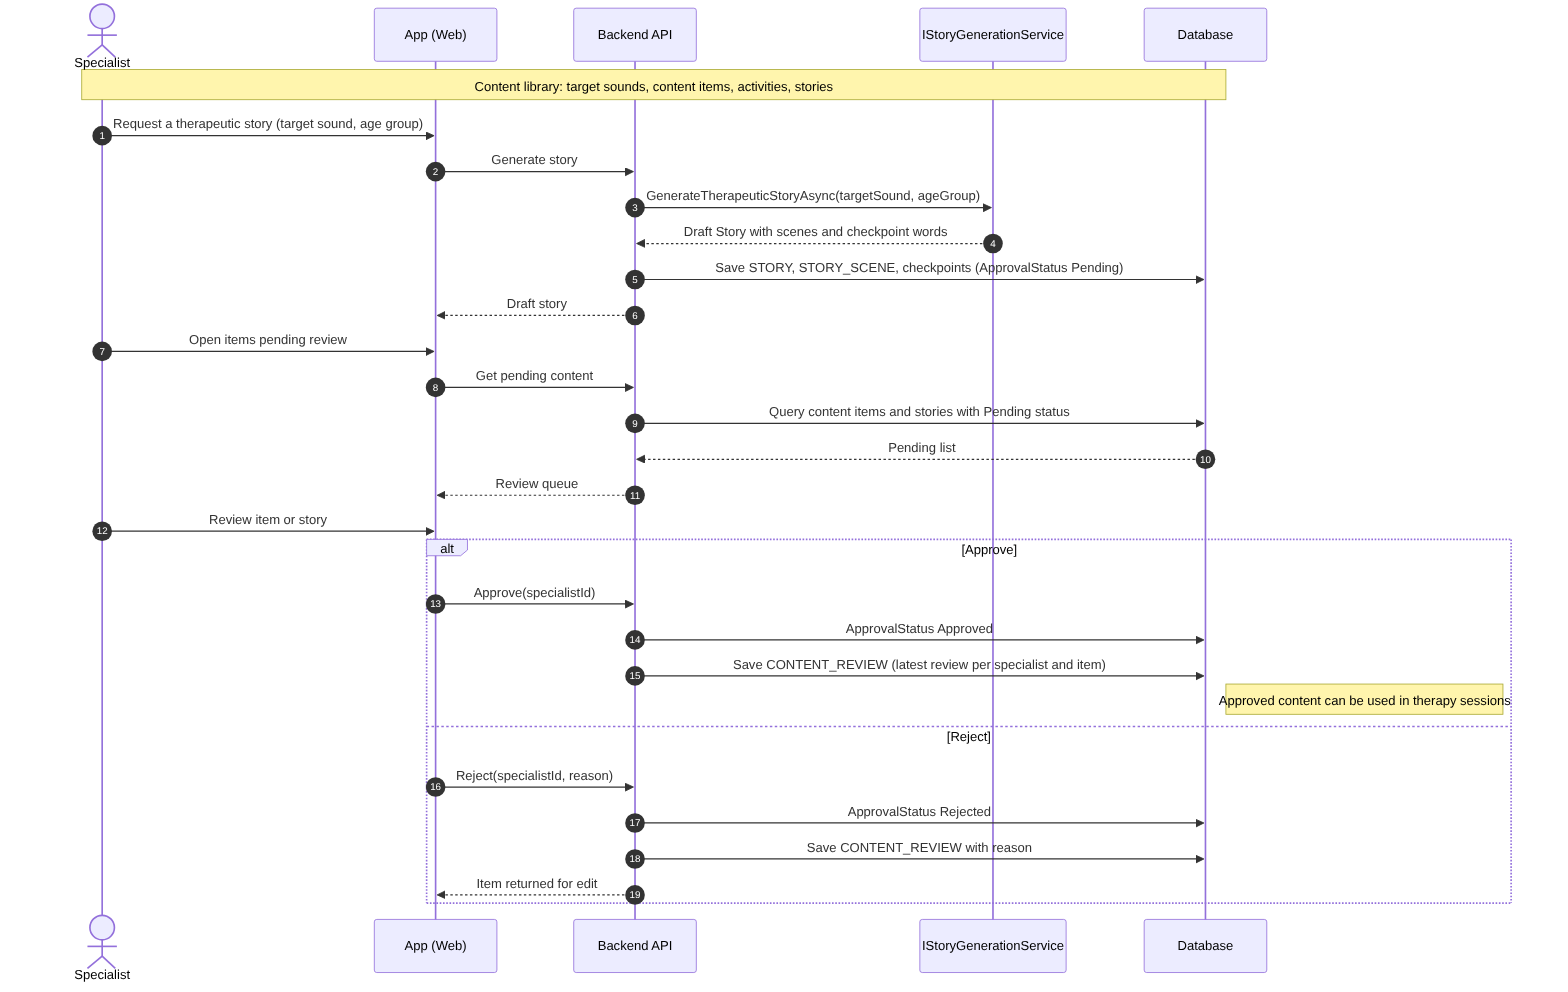 Specialist
App (Web)
Backend API
IStoryGenerationService
Database
Content library: target sounds, content items, activities, stories
1 Request a therapeutic story (target sound, age group)
2 Generate story
3 GenerateTherapeuticStoryAsync(targetSound, ageGroup)
Draft Story with scenes and checkpoint words 4
5 Save STORY, STORY_SCENE, checkpoints (ApprovalStatus Pending)
Draft story 6
7 Open items pending review
8 Get pending content
9 Query content items and stories with Pending status
Pending list 10
Review queue 11
12 Review item or story
alt [Approve]
13 Approve(specialistId)
14 ApprovalStatus Approved
15 Save CONTENT_REVIEW (latest review per specialist and item)
Approved content can be used in therapy sessions
[Reject]
16 Reject(specialistId, reason)
17 ApprovalStatus Rejected
18 Save CONTENT_REVIEW with reason
Item returned for edit 19
Specialist
App (Web)
Backend API
IStoryGenerationService
Database